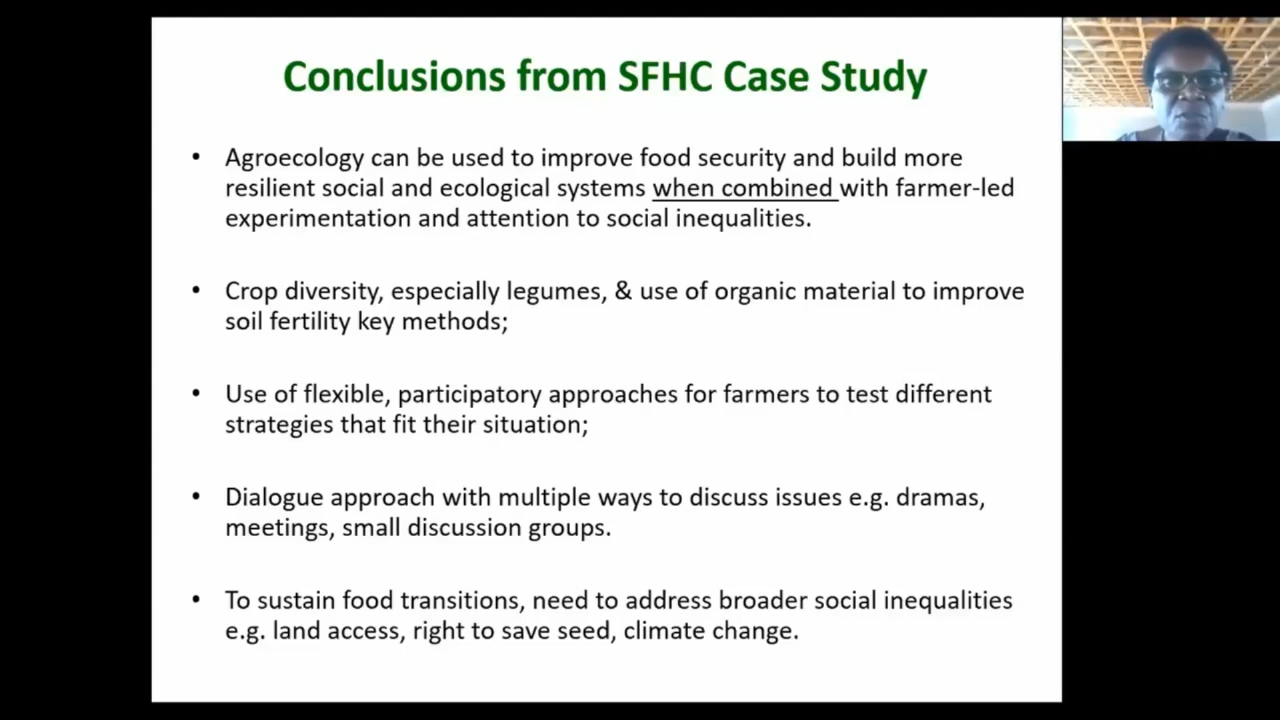 Conclusions from SFHC Case Study
• Agroecology can be used to improve food security and build more
resilient social and ecological systems when combined with farmer-led
experimentation and attention to social inequalities.
• Crop diversity, especially legumes, & use of organic material to improve
soil fertility key methods;
• Use of flexible, participatory approaches for farmers to test different
strategies that fit their situation;
• Dialogue approach with multiple ways to discuss issues e.g. dramas,
meetings, small discussion groups.
• To sustain food transitions, need to address broader social inequalities
e.g. land access, right to save seed, climate change.